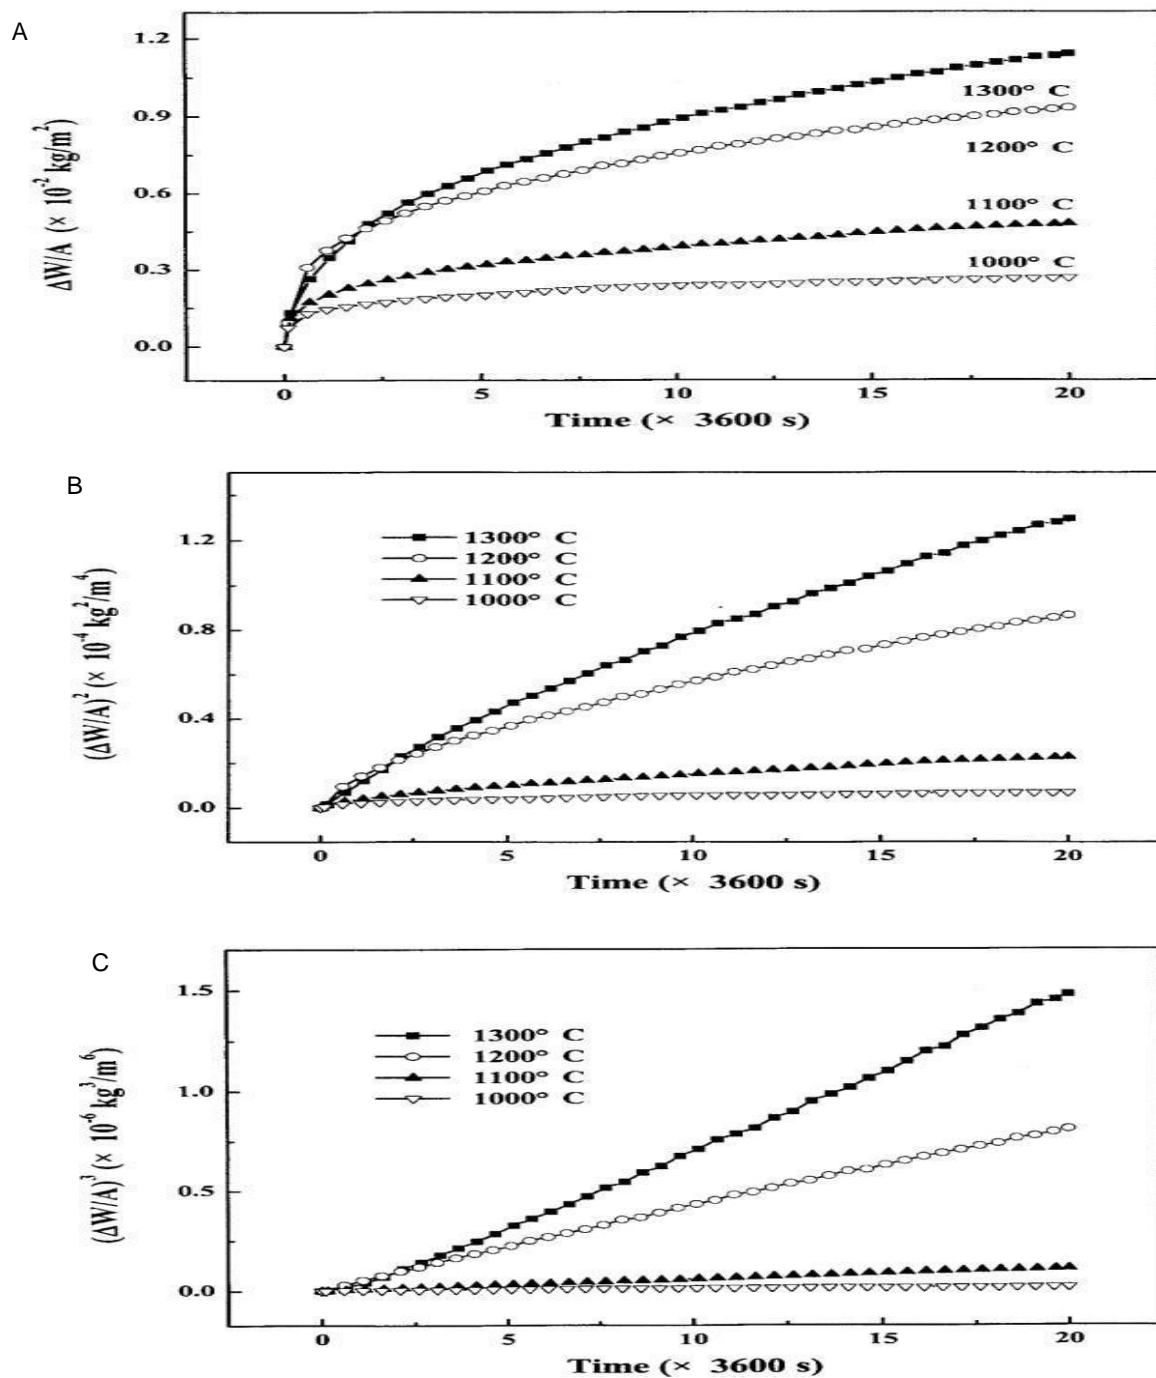 A
1.2
0.9
0.6
0.3
0.0
ΔW/A (× 10⁻² kg/m²)
1300° C
1200° C
1100° C
1000° C
0 5 10 15 20
Time (× 3600 s)
B
1.2
0.8
0.4
0.0
(ΔW/A)² (× 10⁻⁴ kg²/m⁴)
1300° C
1200° C
1100° C
1000° C
0 5 10 15 20
Time (× 3600 s)
C
1.5
1.0
0.5
0.0
(ΔW/A)³ (× 10⁻⁶ kg³/m⁶)
1300° C
1200° C
1100° C
1000° C
0 5 10 15 20
Time (× 3600 s)